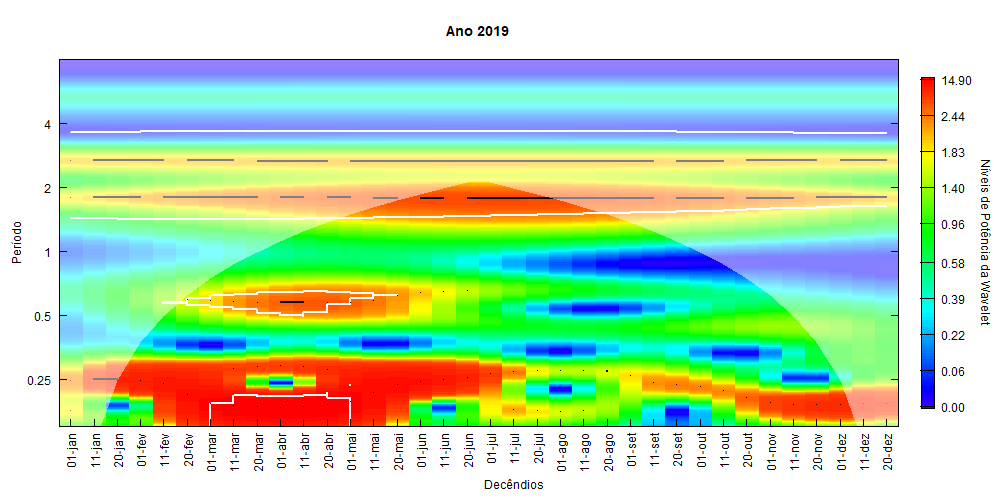 Ano 2019
Período
4
2
1
0.5
0.25
01-jan
11-jan
20-jan
01-fev
11-fev
20-fev
01-mar
11-mar
20-mar
01-abr
11-abr
20-abr
01-mai
11-mai
20-mai
01-jun
11-jun
20-jun
01-jul
11-jul
20-jul
01-ago
11-ago
20-ago
01-set
11-set
20-set
01-out
11-out
20-out
01-nov
11-nov
20-nov
01-dez
11-dez
20-dez
Decêndios
14.90
2.44
1.83
1.40
0.96
0.58
0.39
0.22
0.06
0.00
Níveis de Potência da Wavelet